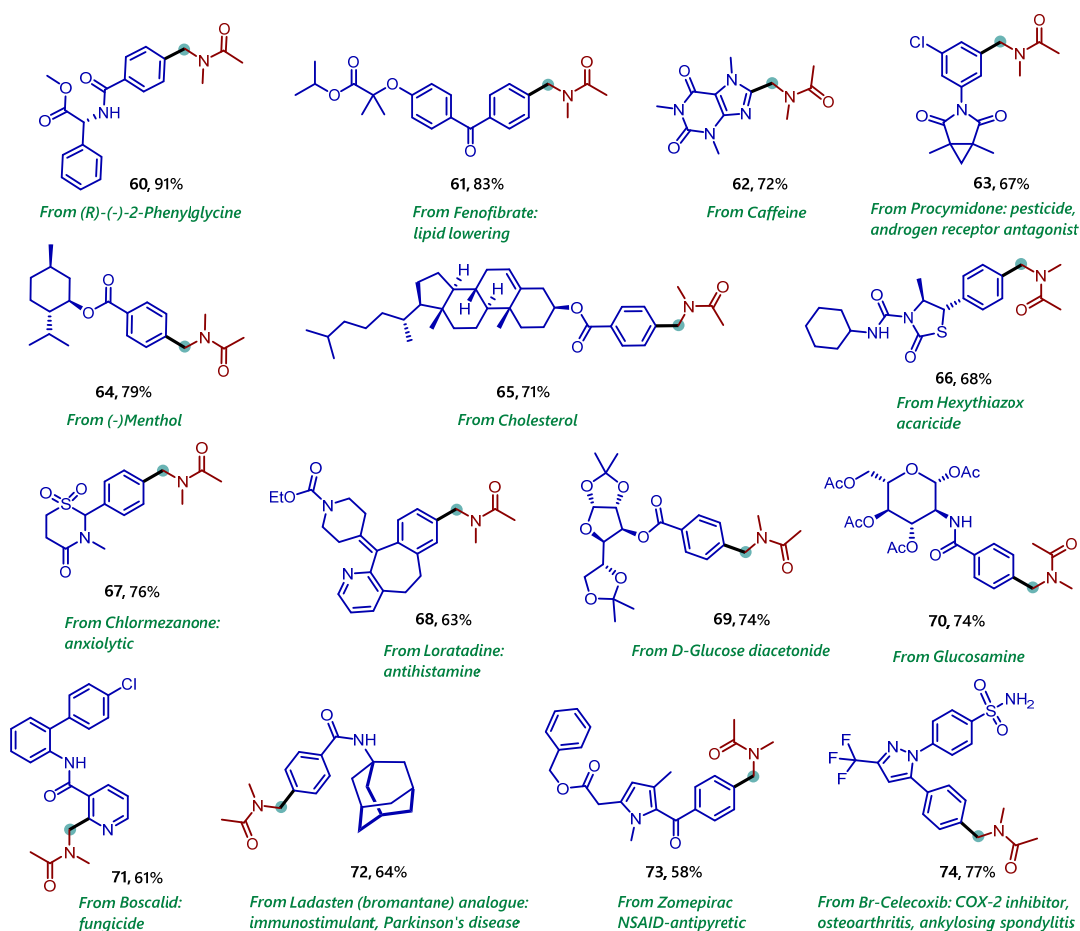 60, 91%
From (R)-(-)-2-Phenylglycine
61, 83%
From Fenofibrate:
lipid lowering
62, 72%
From Caffeine
63, 67%
From Procymidone: pesticide,
androgen receptor antagonist
64, 79%
From (-)Menthol
65, 71%
From Cholesterol
66, 68%
From Hexythiazox
acaricide
67, 76%
From Chlormezanone:
anxiolytic
68, 63%
From Loratadine:
antihistamine
69, 74%
From D-Glucose diacetonide
70, 74%
From Glucosamine
71, 61%
From Boscalid:
fungicide
72, 64%
From Ladasten (bromantane) analogue:
immunostimulant, Parkinson's disease
73, 58%
From Zomepirac
NSAID-antipyretic
74, 77%
From Br-Celecoxib: COX-2 inhibitor,
osteoarthritis, ankylosing spondylitis